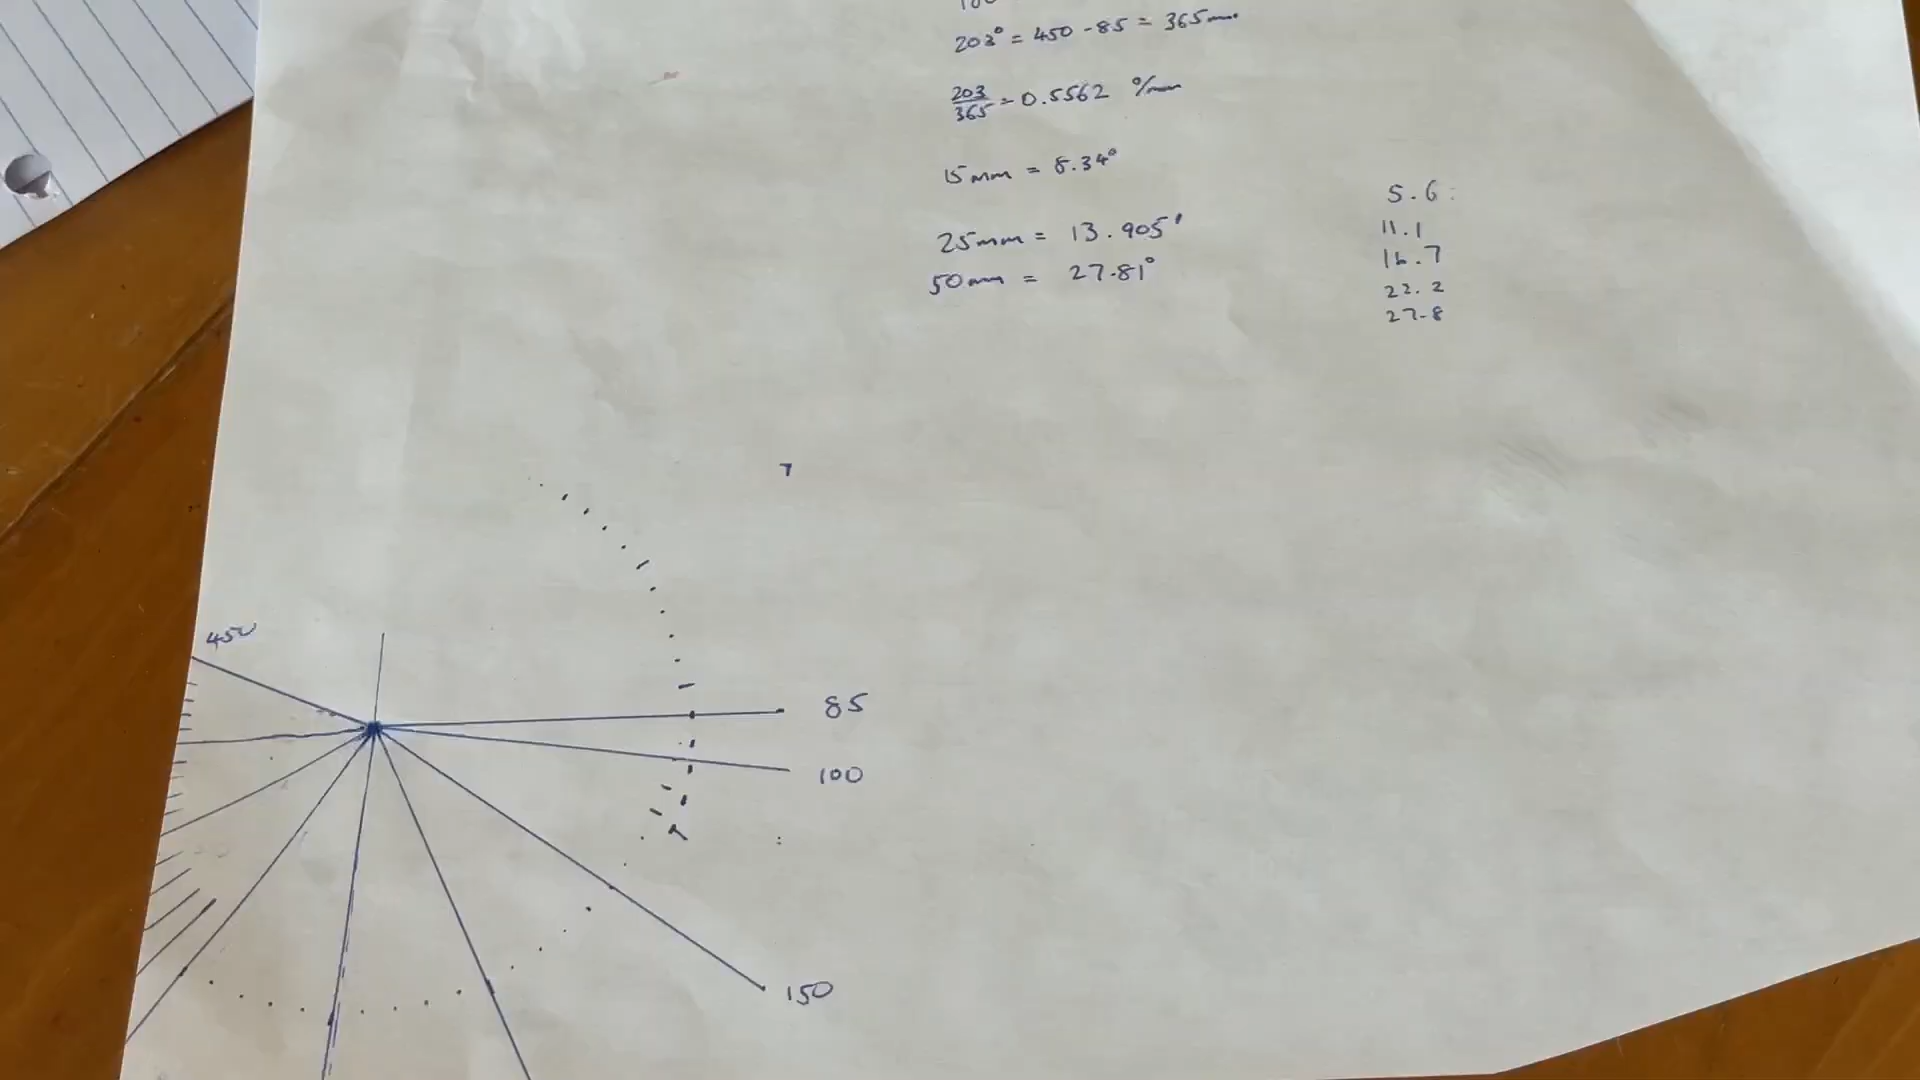 203° = 450 - 85 = 365mm
203/365 = 0.5562 °/mm
15mm = 8.34°
25mm = 13.905°
50mm = 27.81°
5.6
11.1
16.7
22.2
27.8
450
85
100
150